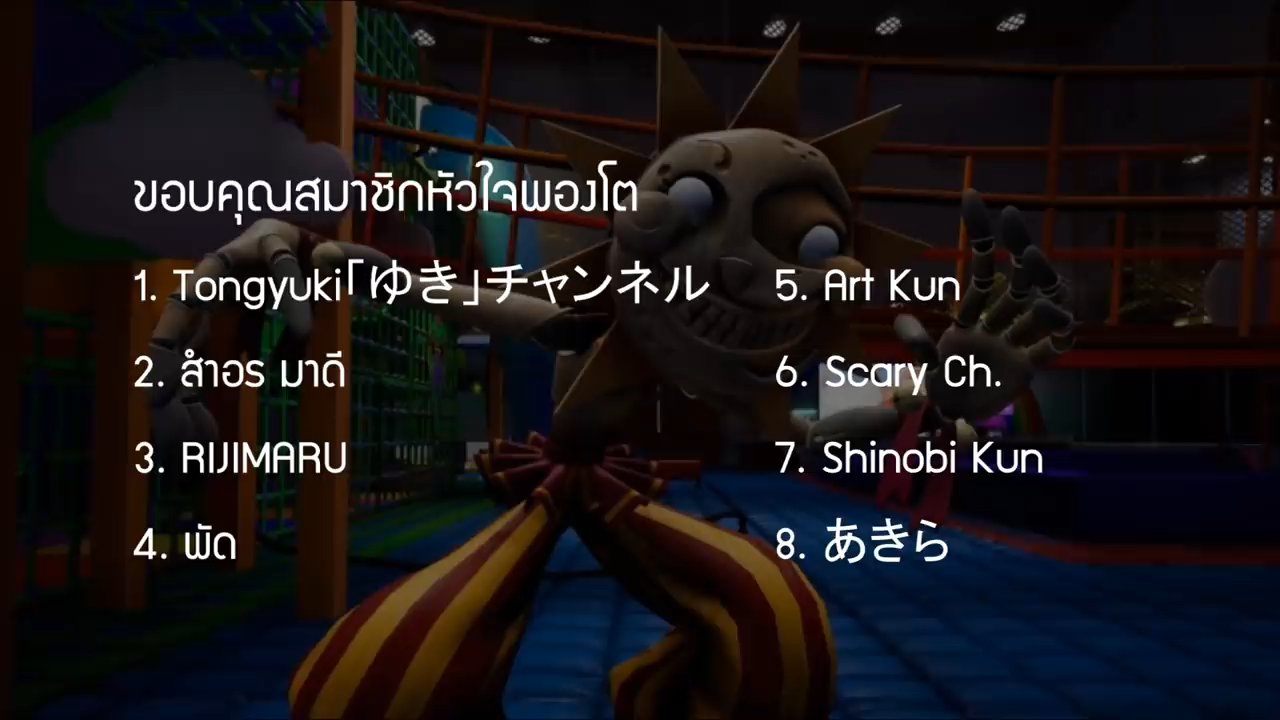 ขอบคุณสมาชิกหัวใจพองโต
1. Tongyuki「ゆき」チャンネル
2. สำอร มาดี
3. RIJIMARU
4. พัด
5. Art Kun
6. Scary Ch.
7. Shinobi Kun
8. あきら